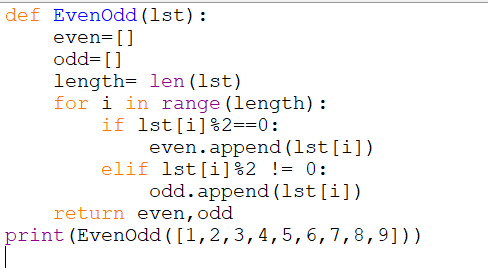 def EvenOdd(lst):
    even=[]
    odd=[]
    length= len(lst)
    for i in range(length):
        if lst[i]%2==0:
            even.append(lst[i])
        elif lst[i]%2 != 0:
            odd.append(lst[i])
    return even,odd
print(EvenOdd([1,2,3,4,5,6,7,8,9]))